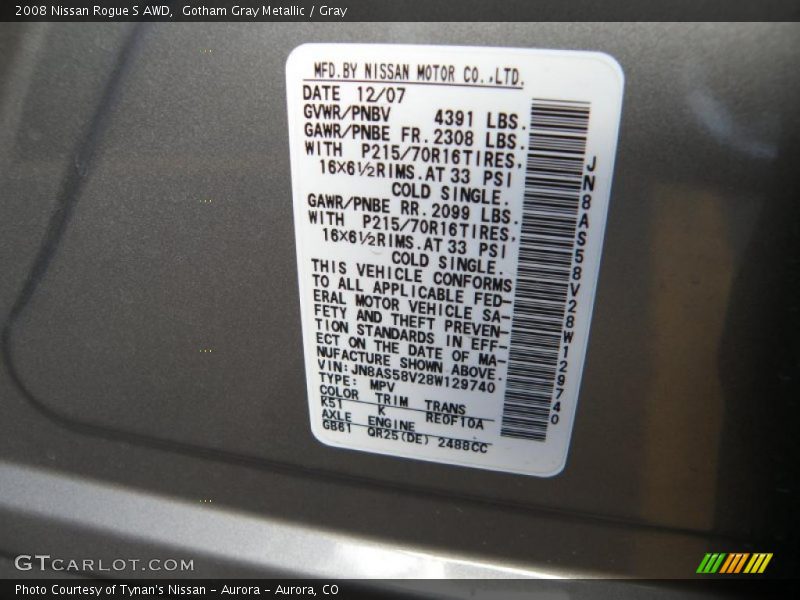 2008 Nissan Rogue S AWD,  Gotham Gray Metallic / Gray
MFD.BY NISSAN MOTOR CO.,LTD.
DATE 12/07
GVWR/PNBV 4391 LBS.
GAWR/PNBE FR. 2308 LBS.
WITH P215/70R16TIRES,
16×6½RIMS.AT 33 PSI
COLD SINGLE.
GAWR/PNBE RR. 2099 LBS.
WITH P215/70R16TIRES,
16×6½RIMS.AT 33 PSI
COLD SINGLE.
THIS VEHICLE CONFORMS
TO ALL APPLICABLE FED-
ERAL MOTOR VEHICLE SA-
FETY AND THEFT PREVEN-
TION STANDARDS IN EFF-
ECT ON THE DATE OF MA-
NUFACTURE SHOWN ABOVE.
VIN:JN8AS58V28W129740
TYPE: MPV
COLOR TRIM TRANS
K51 K RE0F10A
AXLE ENGINE
GB61 QR25(DE) 2488CC
JN8AS58V28W129740
GTCARLOT.COM
Photo Courtesy of Tynan's Nissan - Aurora - Aurora, CO